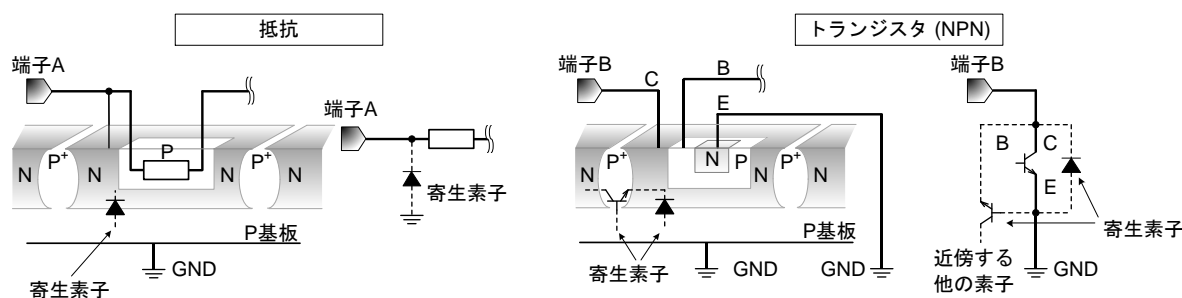 抵抗
トランジスタ (NPN)
端子A
端子A
N
P+
N
P
N
P+
N
寄生素子
P基板
GND
寄生素子
端子B
C
B
E
N
P+
N
N
P
N
P+
N
P基板
寄生素子
GND
GND
端子B
B
C
E
寄生素子
近傍する
他の素子
GND